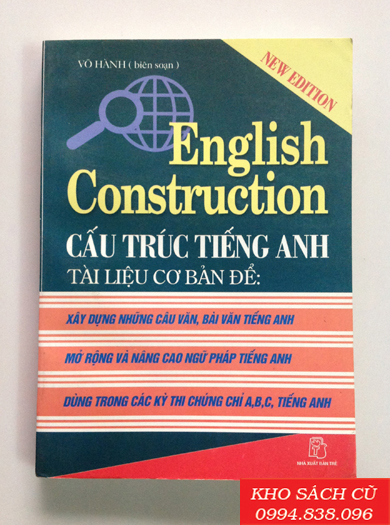 VÕ HÀNH ( biên soạn )
NEW EDITION
English
Construction
CẤU TRÚC TIẾNG ANH
TÀI LIỆU CƠ BẢN ĐỂ:
XÂY DỰNG NHỮNG CÂU VĂN, BÀI VĂN TIẾNG ANH
MỞ RỘNG VÀ NÂNG CAO NGỮ PHÁP TIẾNG ANH
DÙNG TRONG CÁC KỲ THI CHỨNG CHỈ A,B,C, TIẾNG ANH
NHÀ XUẤT BẢN TRẺ
KHO SÁCH CŨ
0994.838.096